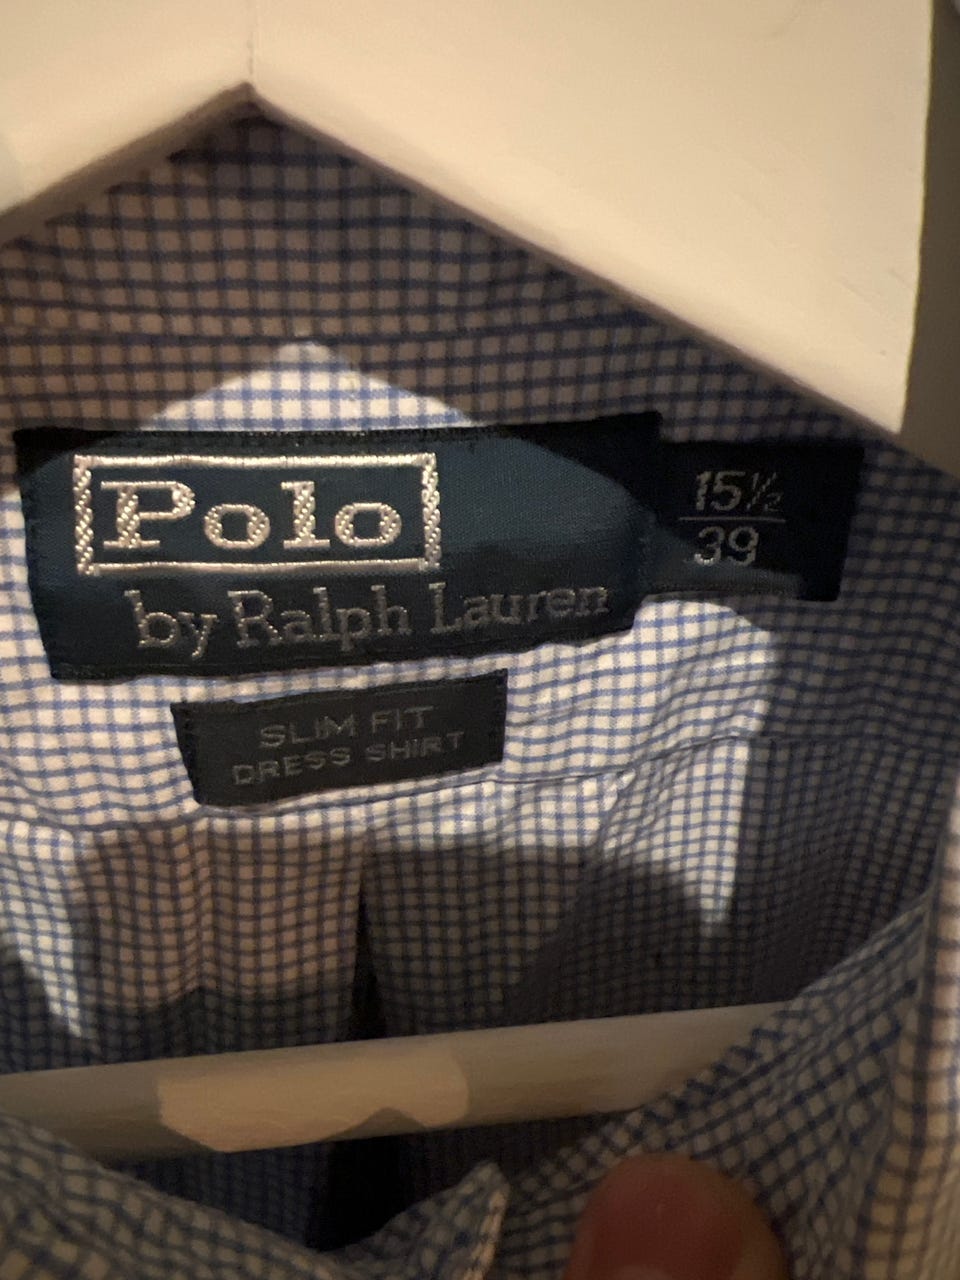 Polo
by Ralph Lauren
15½
39
SLIM FIT
DRESS SHIRT